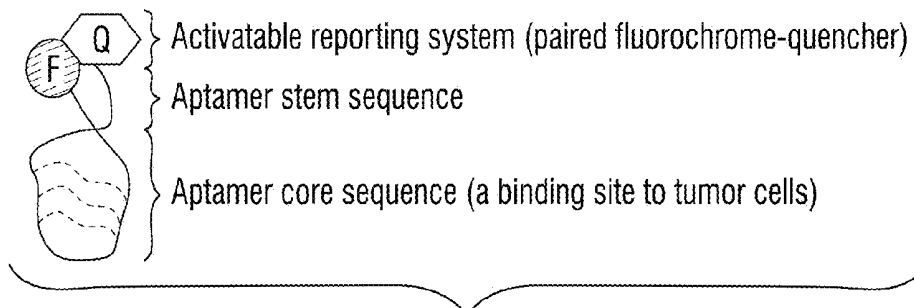 Q
Activatable reporting system (paired fluorochrome-quencher)
F
Aptamer stem sequence
Aptamer core sequence (a binding site to tumor cells)